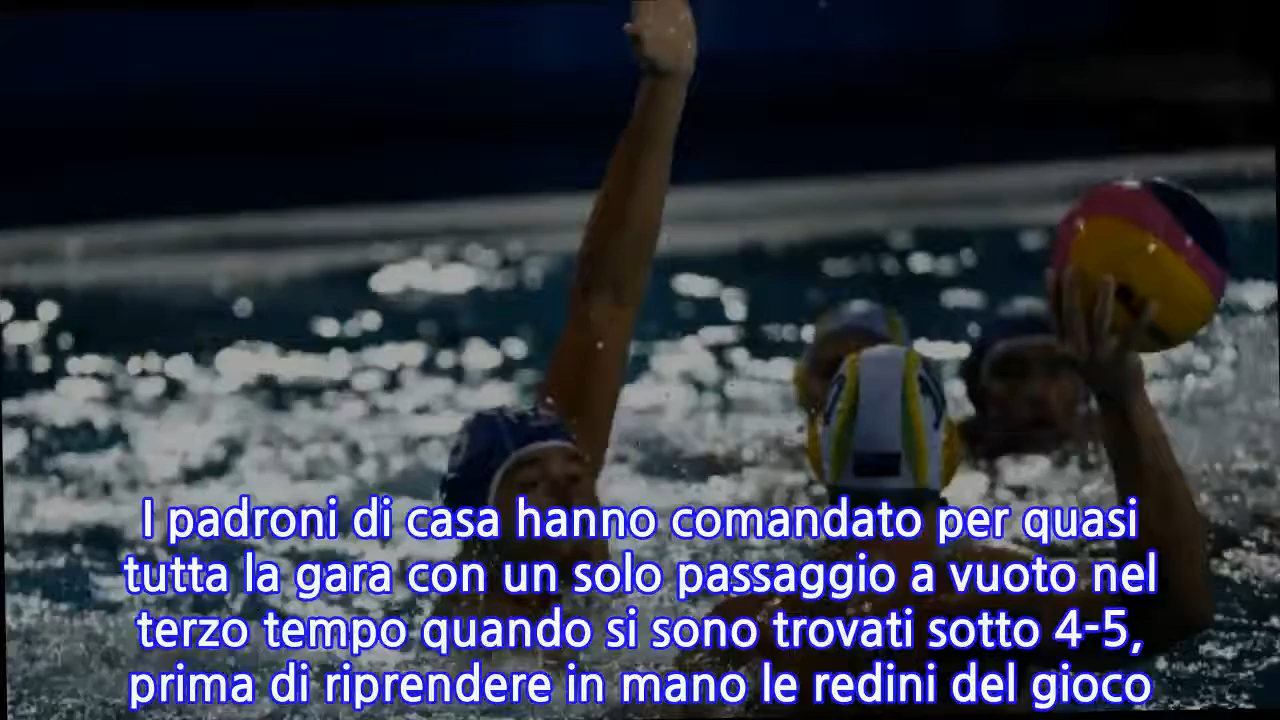 I padroni di casa hanno comandato per quasi
tutta la gara con un solo passaggio a vuoto nel
terzo tempo quando si sono trovati sotto 4-5,
prima di riprendere in mano le redini del gioco